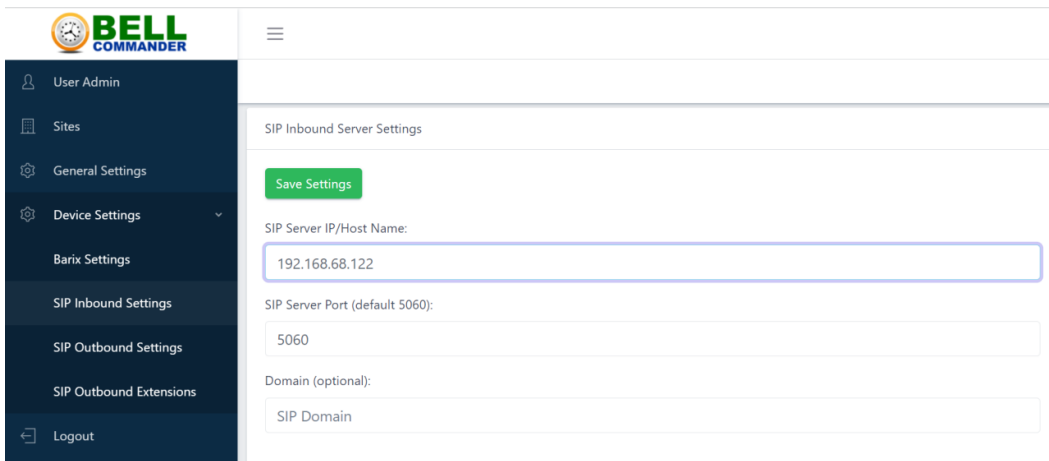 BELL
COMMANDER
User Admin
Sites
General Settings
Device Settings
Barix Settings
SIP Inbound Settings
SIP Outbound Settings
SIP Outbound Extensions
Logout
SIP Inbound Server Settings
Save Settings
SIP Server IP/Host Name:
192.168.68.122
SIP Server Port (default 5060):
5060
Domain (optional):
SIP Domain